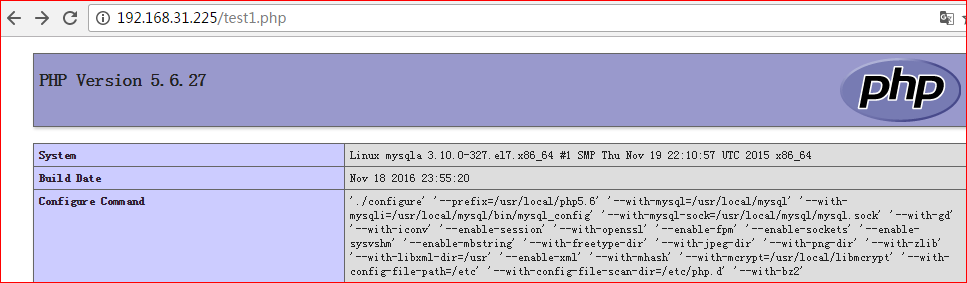 192.168.31.225/test1.php
PHP Version 5.6.27
php
System
Linux mysqla 3.10.0-327.el7.x86_64 #1 SMP Thu Nov 19 22:10:57 UTC 2015 x86_64
Build Date
Nov 18 2016 23:55:20
Configure Command
'./configure' '--prefix=/usr/local/php5.6' '--with-mysql=/usr/local/mysql' '--with-
mysqli=/usr/local/mysql/bin/mysql_config' '--with-mysql-sock=/usr/local/mysql/mysql.sock' '--with-gd'
'--with-iconv' '--enable-session' '--with-openssl' '--enable-fpm' '--enable-sockets' '--enable-
sysvshm' '--enable-mbstring' '--with-freetype-dir' '--with-jpeg-dir' '--with-png-dir' '--with-zlib'
'--with-libxml-dir=/usr' '--enable-xml' '--with-mhash' '--with-mcrypt=/usr/local/libmcrypt' '--with-
config-file-path=/etc' '--with-config-file-scan-dir=/etc/php.d' '--with-bz2'